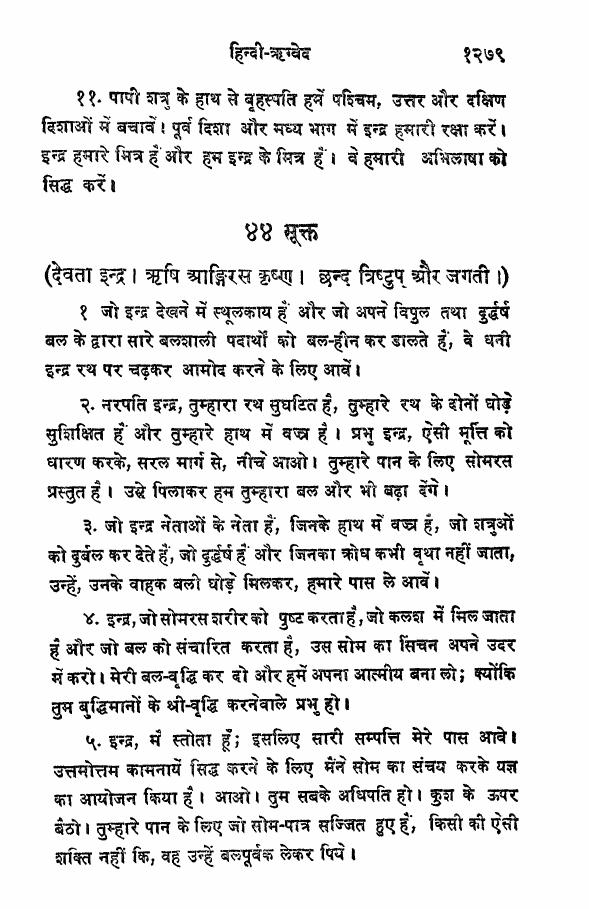 हिन्दी-ऋग्वेद १२७९
११. पापी शत्रु के हाथ से बृहस्पति हमें पश्चिम, उत्तर और दक्षिण
दिशाओं में बचावें। पूर्व दिशा और मध्य भाग में इन्द्र हमारी रक्षा करें।
इन्द्र हमारे मित्र हैं और हम इन्द्र के मित्र हैं। वे हमारी अभिलाषा को
सिद्ध करें।
४४ सूक्त
(देवता इन्द्र। ऋषि आङ्गिरस कृष्ण। छन्द त्रिष्टुप् और जगती।)
१ जो इन्द्र देखने में स्थूलकाय हैं और जो अपने विपुल तथा दुर्द्धर्ष
बल के द्वारा सारे बलशाली पदार्थों को बल-हीन कर डालते हैं, वे धनी
इन्द्र रथ पर चढ़कर आमोद करने के लिए आवें।
२. नरपति इन्द्र, तुम्हारा रथ सुघटित है, तुम्हारे रथ के दोनों घोड़े
सुशिक्षित हैं और तुम्हारे हाथ में वज्र है। प्रभु इन्द्र, ऐसी मूर्त्ति को
धारण करके, सरल मार्ग से, नीचे आओ। तुम्हारे पान के लिए सोमरस
प्रस्तुत है। उसे पिलाकर हम तुम्हारा बल और भी बढ़ा देंगे।
३. जो इन्द्र नेताओं के नेता हैं, जिनके हाथ में वज्र है, जो शत्रुओं
को दुर्बल कर देते हैं, जो दुर्द्धर्ष हैं और जिनका क्रोध कभी वृथा नहीं जाता,
उन्हें, उनके वाहक बली घोड़े मिलकर, हमारे पास ले आवें।
४. इन्द्र, जो सोमरस शरीर को पुष्ट करता है, जो कलश में मिल जाता
है और जो बल को संचारित करता है, उस सोम का सिंचन अपने उदर
में करो। मेरी बल-वृद्धि कर दो और हमें अपना आत्मीय बना लो; क्योंकि
तुम बुद्धिमानों के श्री-वृद्धि करनेवाले प्रभु हो।
५. इन्द्र, मैं स्तोता हूँ; इसलिए सारी सम्पत्ति मेरे पास आवे।
उत्तमोत्तम कामनायें सिद्ध करने के लिए मैंने सोम का संचय करके यज्ञ
का आयोजन किया है। आओ। तुम सबके अधिपति हो। कुश के ऊपर
बैठो। तुम्हारे पान के लिए जो सोम-पात्र सज्जित हुए हैं, किसी की ऐसी
शक्ति नहीं कि, वह उन्हें बलपूर्वक लेकर पिये।